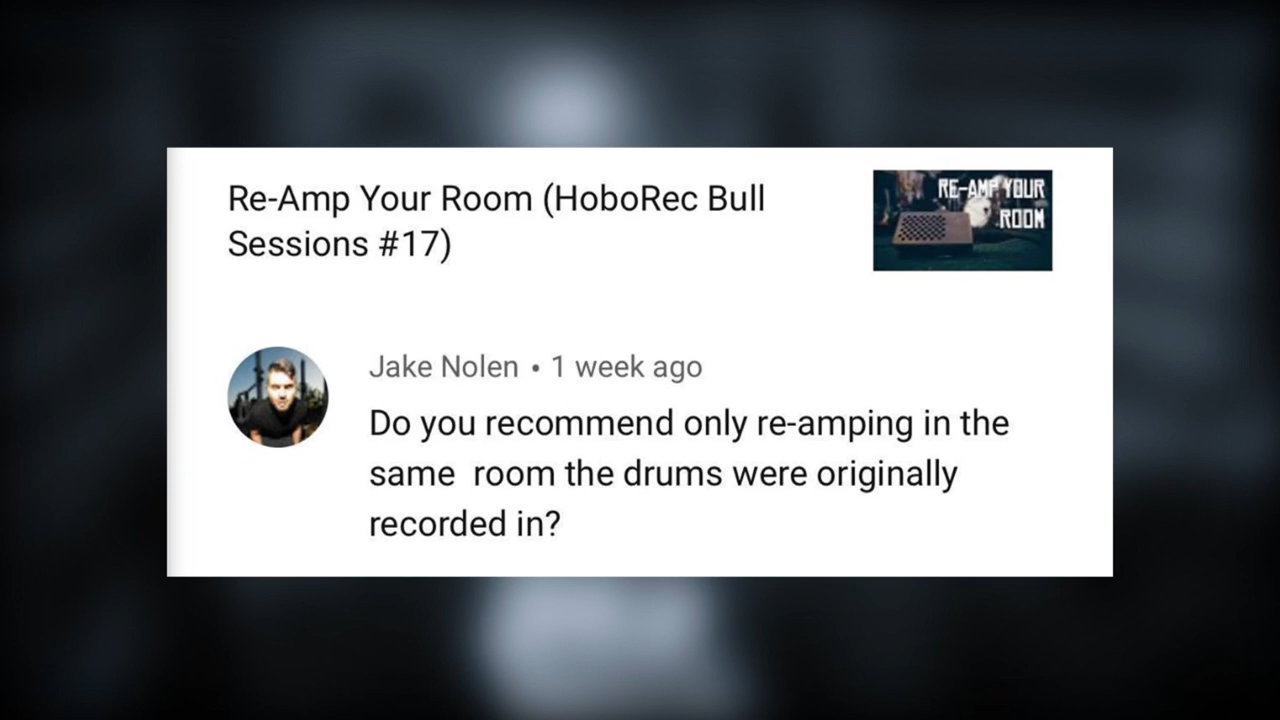 Re-Amp Your Room (HoboRec Bull
Sessions #17)
RE-AMP YOUR
ROOM
Jake Nolen • 1 week ago
Do you recommend only re-amping in the
same  room the drums were originally
recorded in?